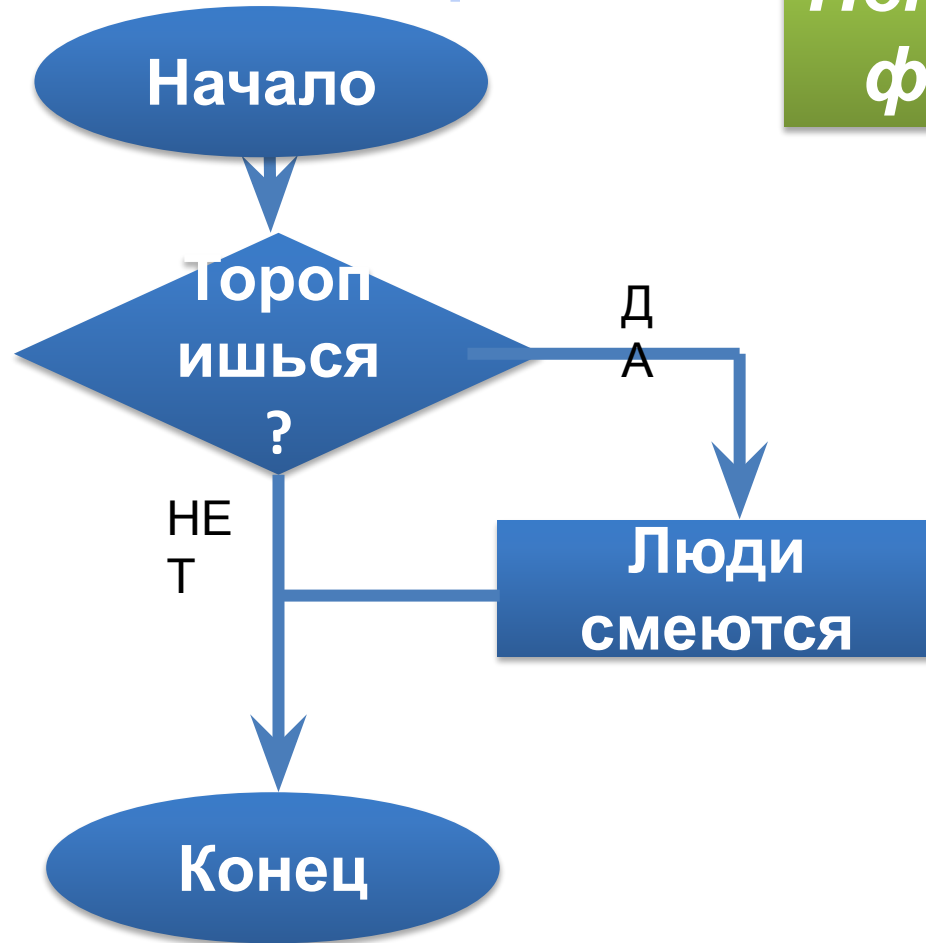 Начало
Тороп
ишься
?
Д
А
НЕ
Т
Люди
смеются
Конец